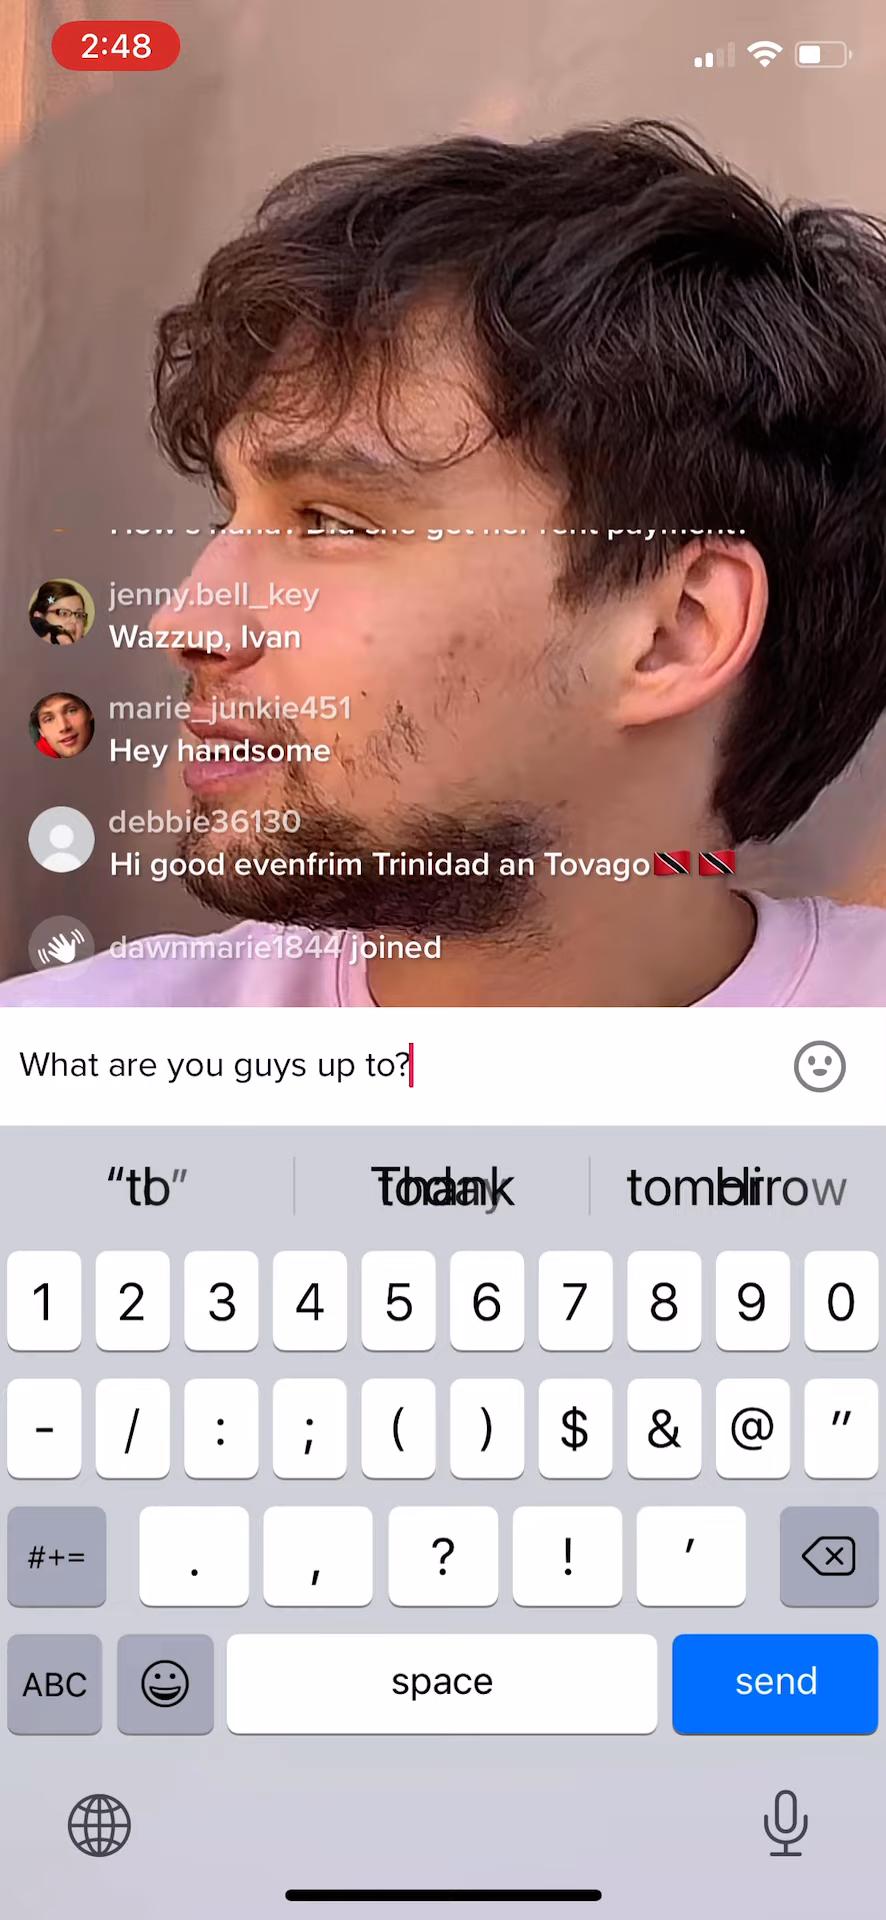 2:48
jenny.bell_key
Wazzup, Ivan
marie_junkie451
Hey handsome
debbie36130
Hi good evenfrim Trinidad an Tovago🇹🇹🇹🇹
dawnmarie1844 joined
What are you guys up to?
1 2 3 4 5 6 7 8 9 0
- / : ; ( ) $ & @ "
#+= . , ? ! '
ABC space send